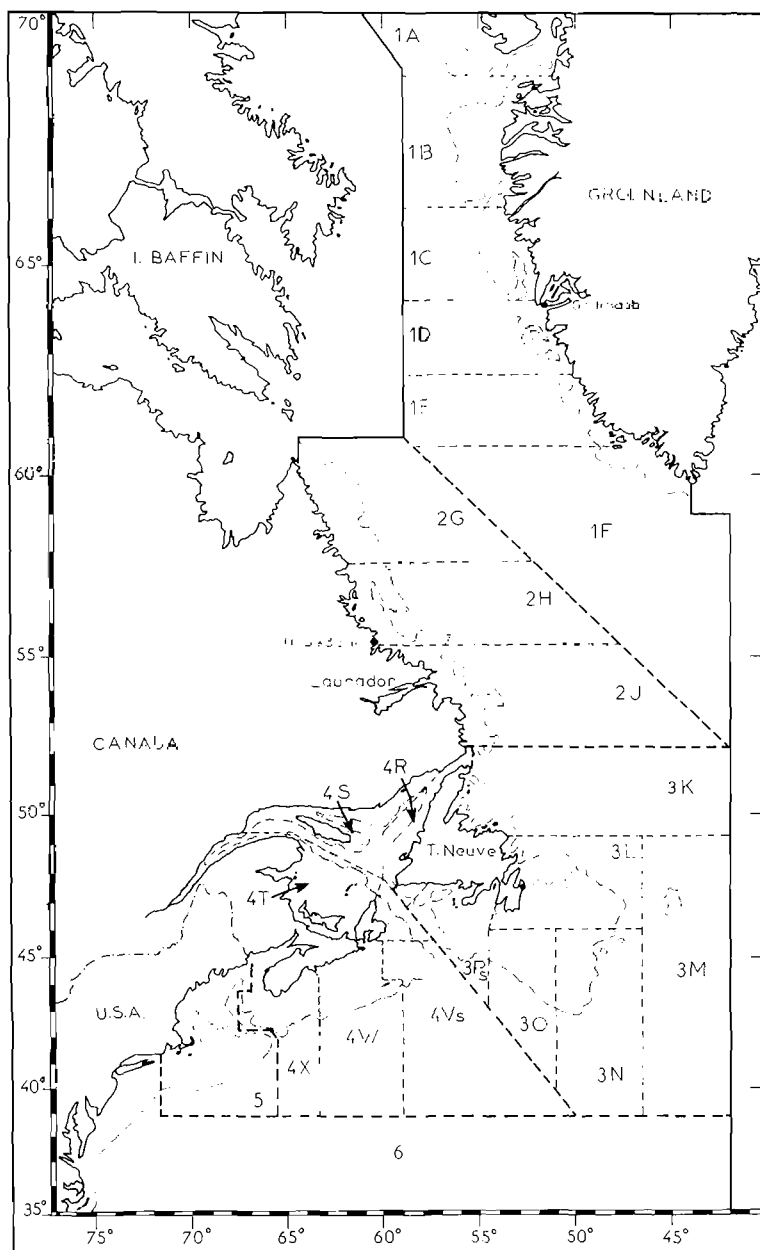 70°
1A
1B
GROENLAND
65°
I. BAFFIN
1C
1D
1E
60°
2G
1F
2H
55°
Labrador
2J
CANADA
3K
50°
4S
4R
T. Neuve
3L
4T
45°
3M
3Ps
U.S.A.
4Vs
3O
4W
4X
3N
40°
5
6
35°
75°
70°
65°
60°
55°
50°
45°